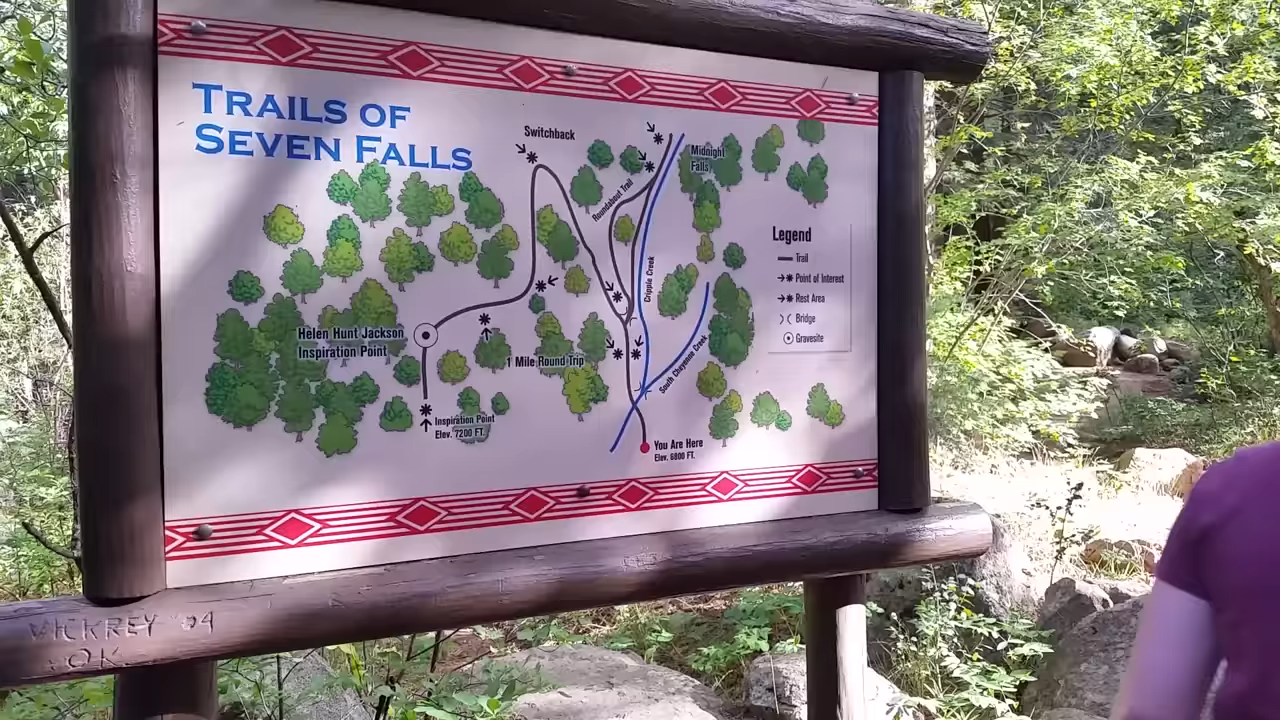 TRAILS OF
SEVEN FALLS
Switchback
Midnight
Falls
Roundabout Trail
Cripple Creek
South Cheyenne Creek
Helen Hunt Jackson
Inspiration Point
1 Mile Round Trip
Inspiration Point
Elev. 7200 FT.
You Are Here
Elev. 6800 FT.
Legend
Trail
Point of Interest
Rest Area
Bridge
Gravesite
VICKREY '04
OK